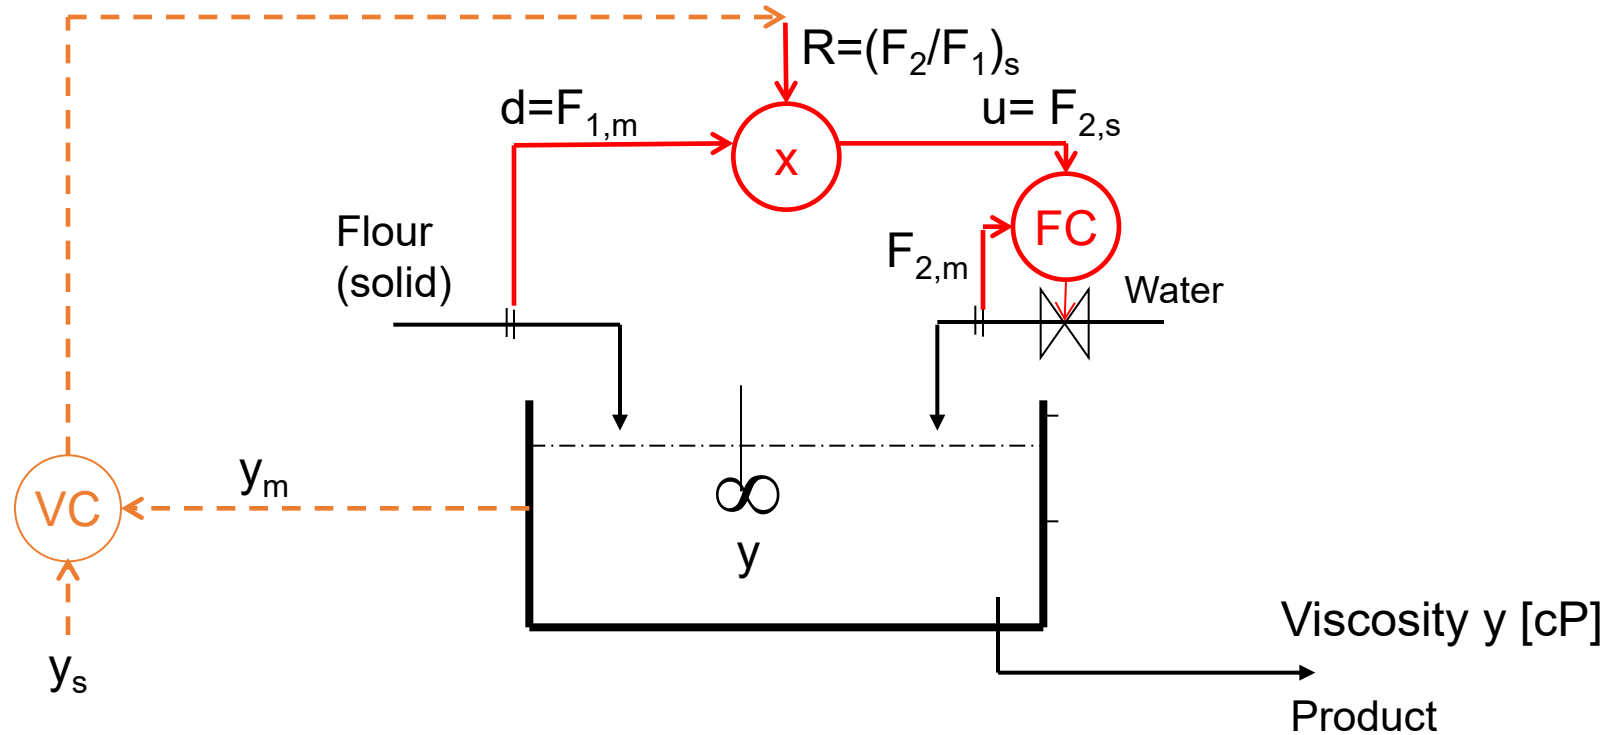 R=(F₂/F₁)ₛ
d=F₁,ₘ
u= F₂,ₛ
x
Flour
(solid)
F₂,ₘ
FC
Water
yₘ
VC
y
yₛ
Viscosity y [cP]
Product